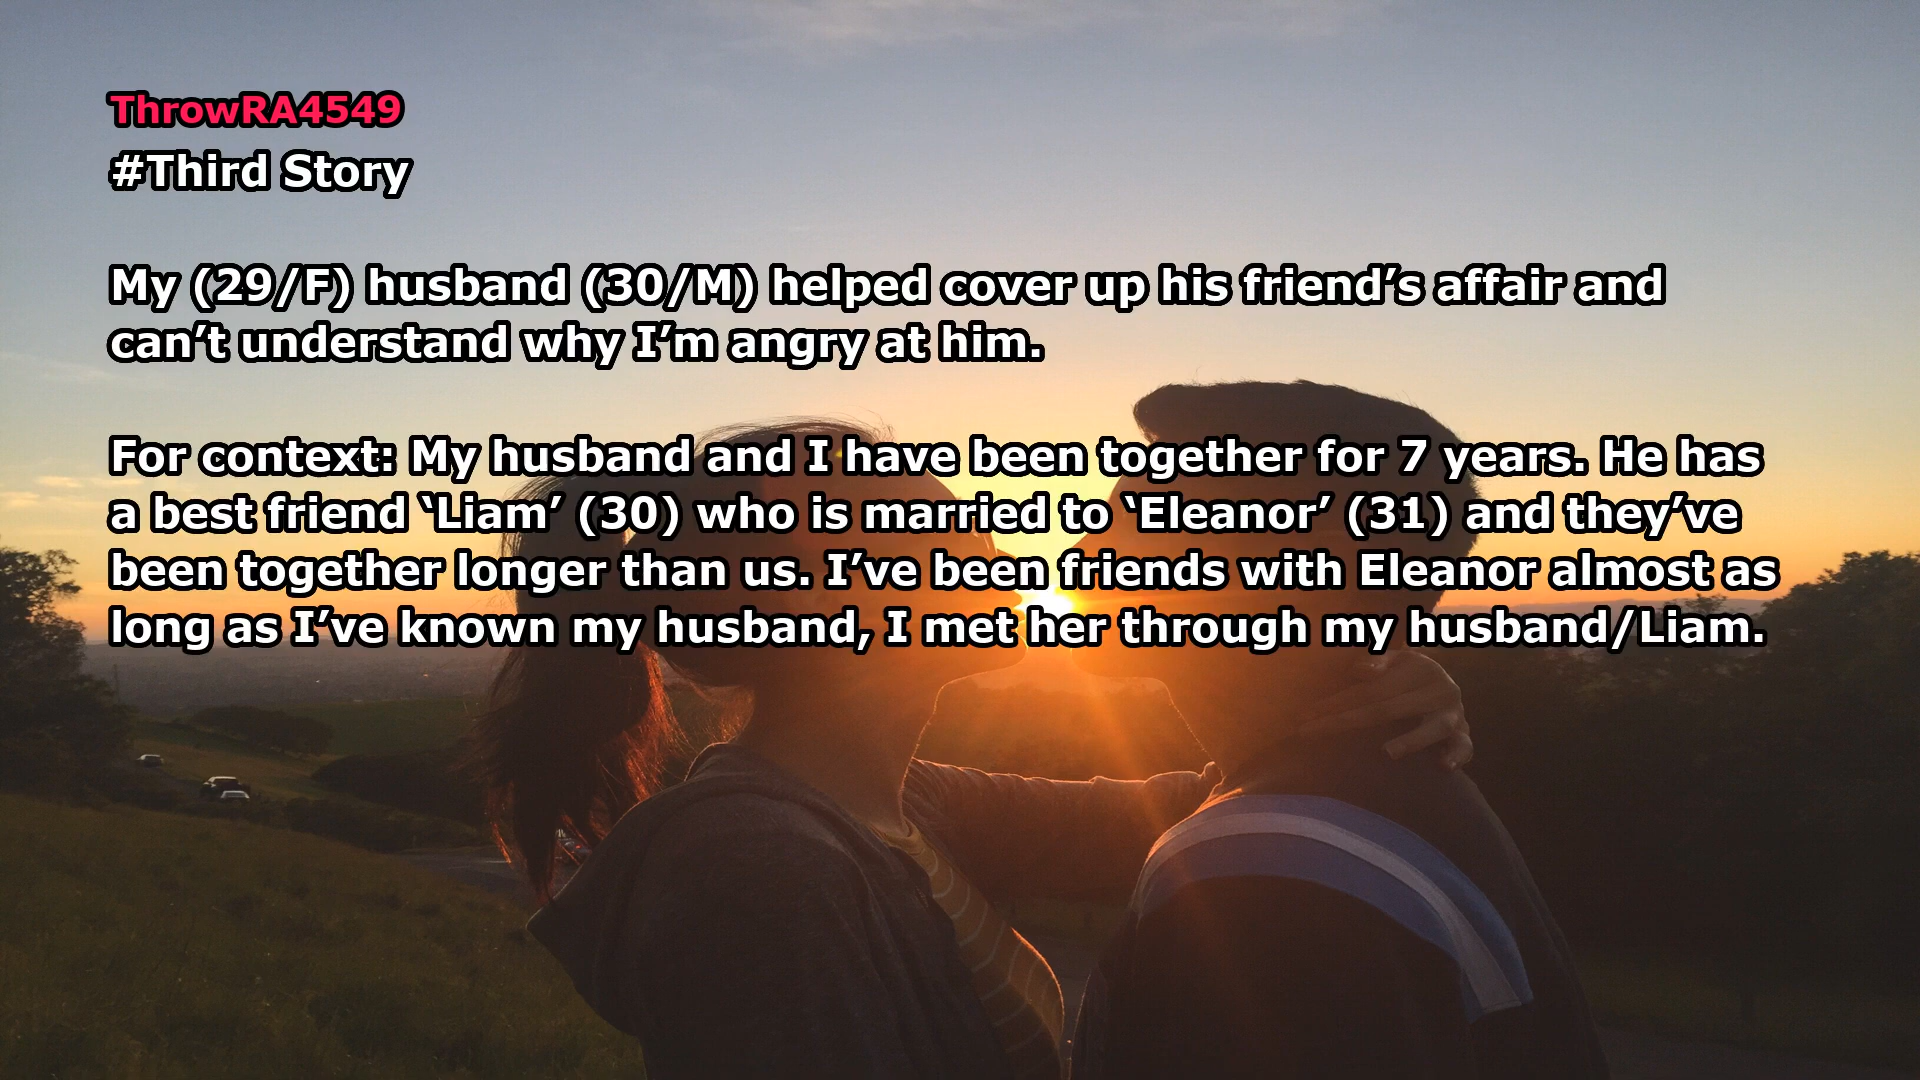 ThrowRA4549
#Third Story
My (29/F) husband (30/M) helped cover up his friend’s affair and
can’t understand why I’m angry at him.
For context: My husband and I have been together for 7 years. He has
a best friend ‘Liam’ (30) who is married to ‘Eleanor’ (31) and they’ve
been together longer than us. I’ve been friends with Eleanor almost as
long as I’ve known my husband, I met her through my husband/Liam.